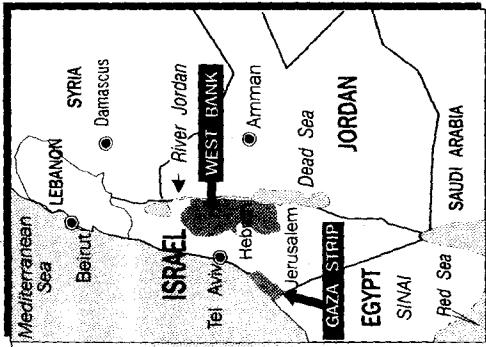 Mediterranean
Sea
LEBANON
SYRIA
Beirut
Damascus
ISRAEL
River Jordan
Tel Aviv
WEST BANK
Amman
Hebr
Jerusalem
Dead Sea
GAZA STRIP
JORDAN
EGYPT
SINAI
Red Sea
SAUDI ARABIA